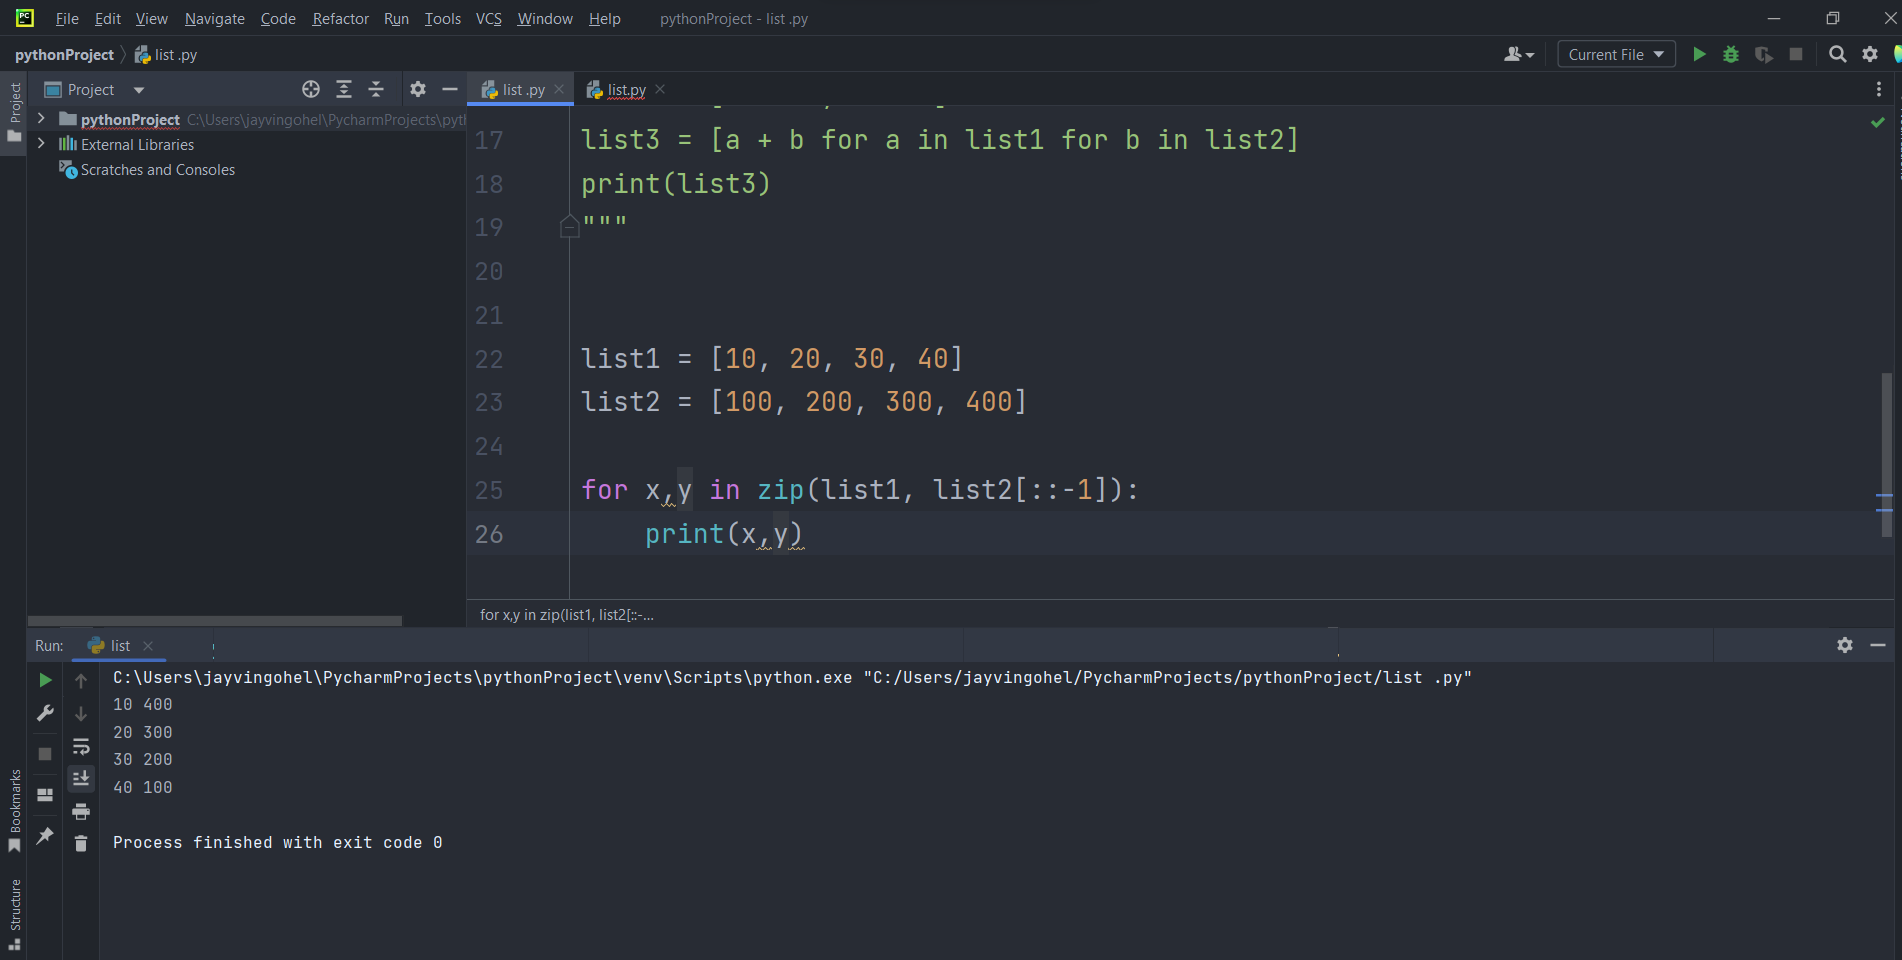 PC
File Edit View Navigate Code Refactor Run Tools VCS Window Help pythonProject - list .py
pythonProject list .py
Current File
Project
Project
list .py
list.py
pythonProject C:\Users\jayvingohel\PycharmProjects\pyth
External Libraries
Scratches and Consoles
17 list3 = [a + b for a in list1 for b in list2]
18 print(list3)
19 """
20
21
22 list1 = [10, 20, 30, 40]
23 list2 = [100, 200, 300, 400]
24
25 for x,y in zip(list1, list2[::-1]):
26 print(x,y)
for x,y in zip(list1, list2[::-...
Run: list
C:\Users\jayvingohel\PycharmProjects\pythonProject\venv\Scripts\python.exe "C:/Users/jayvingohel/PycharmProjects/pythonProject/list .py"
10 400
20 300
30 200
40 100
Process finished with exit code 0
Bookmarks
Structure